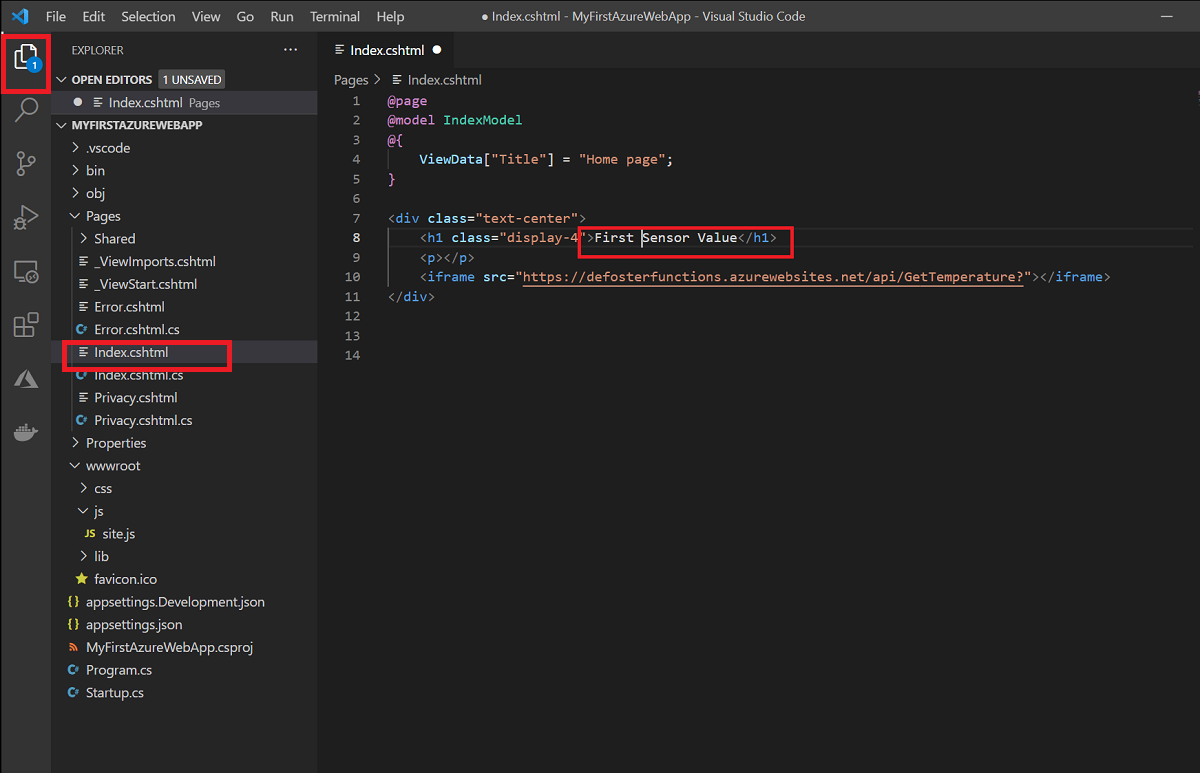 File Edit Selection View Go Run Terminal Help ● Index.cshtml - MyFirstAzureWebApp - Visual Studio Code
1
EXPLORER ...
OPEN EDITORS 1 UNSAVED
Index.cshtml Pages
MYFIRSTAZUREWEBAPP
.vscode
bin
obj
Pages
Shared
_ViewImports.cshtml
_ViewStart.cshtml
Error.cshtml
C# Error.cshtml.cs
Index.cshtml
C# Index.cshtml.cs
Privacy.cshtml
C# Privacy.cshtml.cs
Properties
wwwroot
css
js
JS site.js
lib
favicon.ico
{} appsettings.Development.json
{} appsettings.json
MyFirstAzureWebApp.csproj
C# Program.cs
C# Startup.cs
Index.cshtml ●
Pages > Index.cshtml
1 @page
2 @model IndexModel
3 @{
4 ViewData["Title"] = "Home page";
5 }
6
7 <div class="text-center">
8 <h1 class="display-4">First Sensor Value</h1>
9 <p></p>
10 <iframe src="https://defosterfunctions.azurewebsites.net/api/GetTemperature?"></iframe>
11 </div>
12
13
14